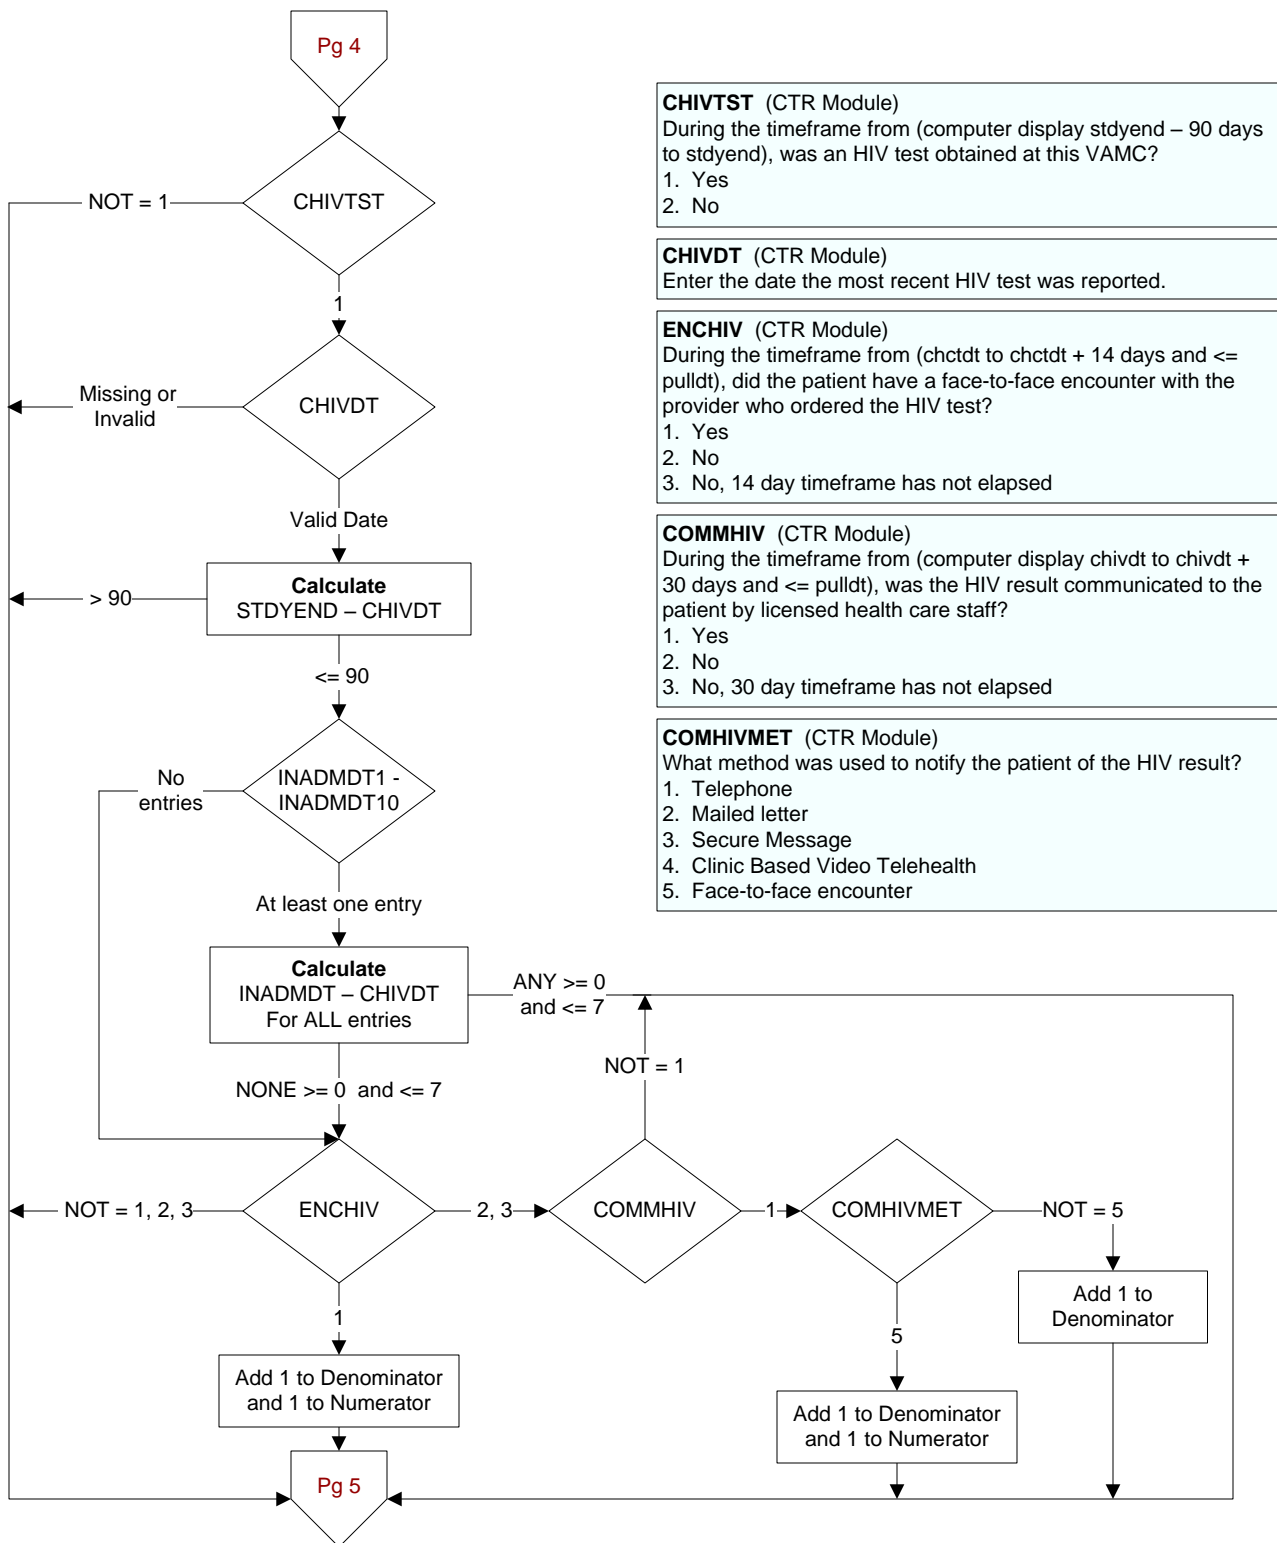 Pg 4
CHIVTST (CTR Module)
During the timeframe from (computer display stdyend – 90 days
to stdyend), was an HIV test obtained at this VAMC?
1. Yes
2. No
CHIVDT (CTR Module)
Enter the date the most recent HIV test was reported.
ENCHIV (CTR Module)
During the timeframe from (chctdt to chctdt + 14 days and <=
pulldt), did the patient have a face-to-face encounter with the
provider who ordered the HIV test?
1. Yes
2. No
3. No, 14 day timeframe has not elapsed
COMMHIV (CTR Module)
During the timeframe from (computer display chivdt to chivdt +
30 days and <= pulldt), was the HIV result communicated to the
patient by licensed health care staff?
1. Yes
2. No
3. No, 30 day timeframe has not elapsed
COMHIVMET (CTR Module)
What method was used to notify the patient of the HIV result?
1. Telephone
2. Mailed letter
3. Secure Message
4. Clinic Based Video Telehealth
5. Face-to-face encounter
CHIVTST
NOT = 1
1
CHIVDT
Missing or
Invalid
Valid Date
Calculate
STDYEND – CHIVDT
> 90
<= 90
INADMDT1 -
INADMDT10
No
entries
At least one entry
Calculate
INADMDT – CHIVDT
For ALL entries
ANY >= 0
and <= 7
NONE >= 0 and <= 7
NOT = 1
NOT = 1, 2, 3
ENCHIV
2, 3
COMMHIV
1
COMHIVMET
NOT = 5
1
5
Add 1 to
Denominator
Add 1 to Denominator
and 1 to Numerator
Add 1 to Denominator
and 1 to Numerator
Pg 5